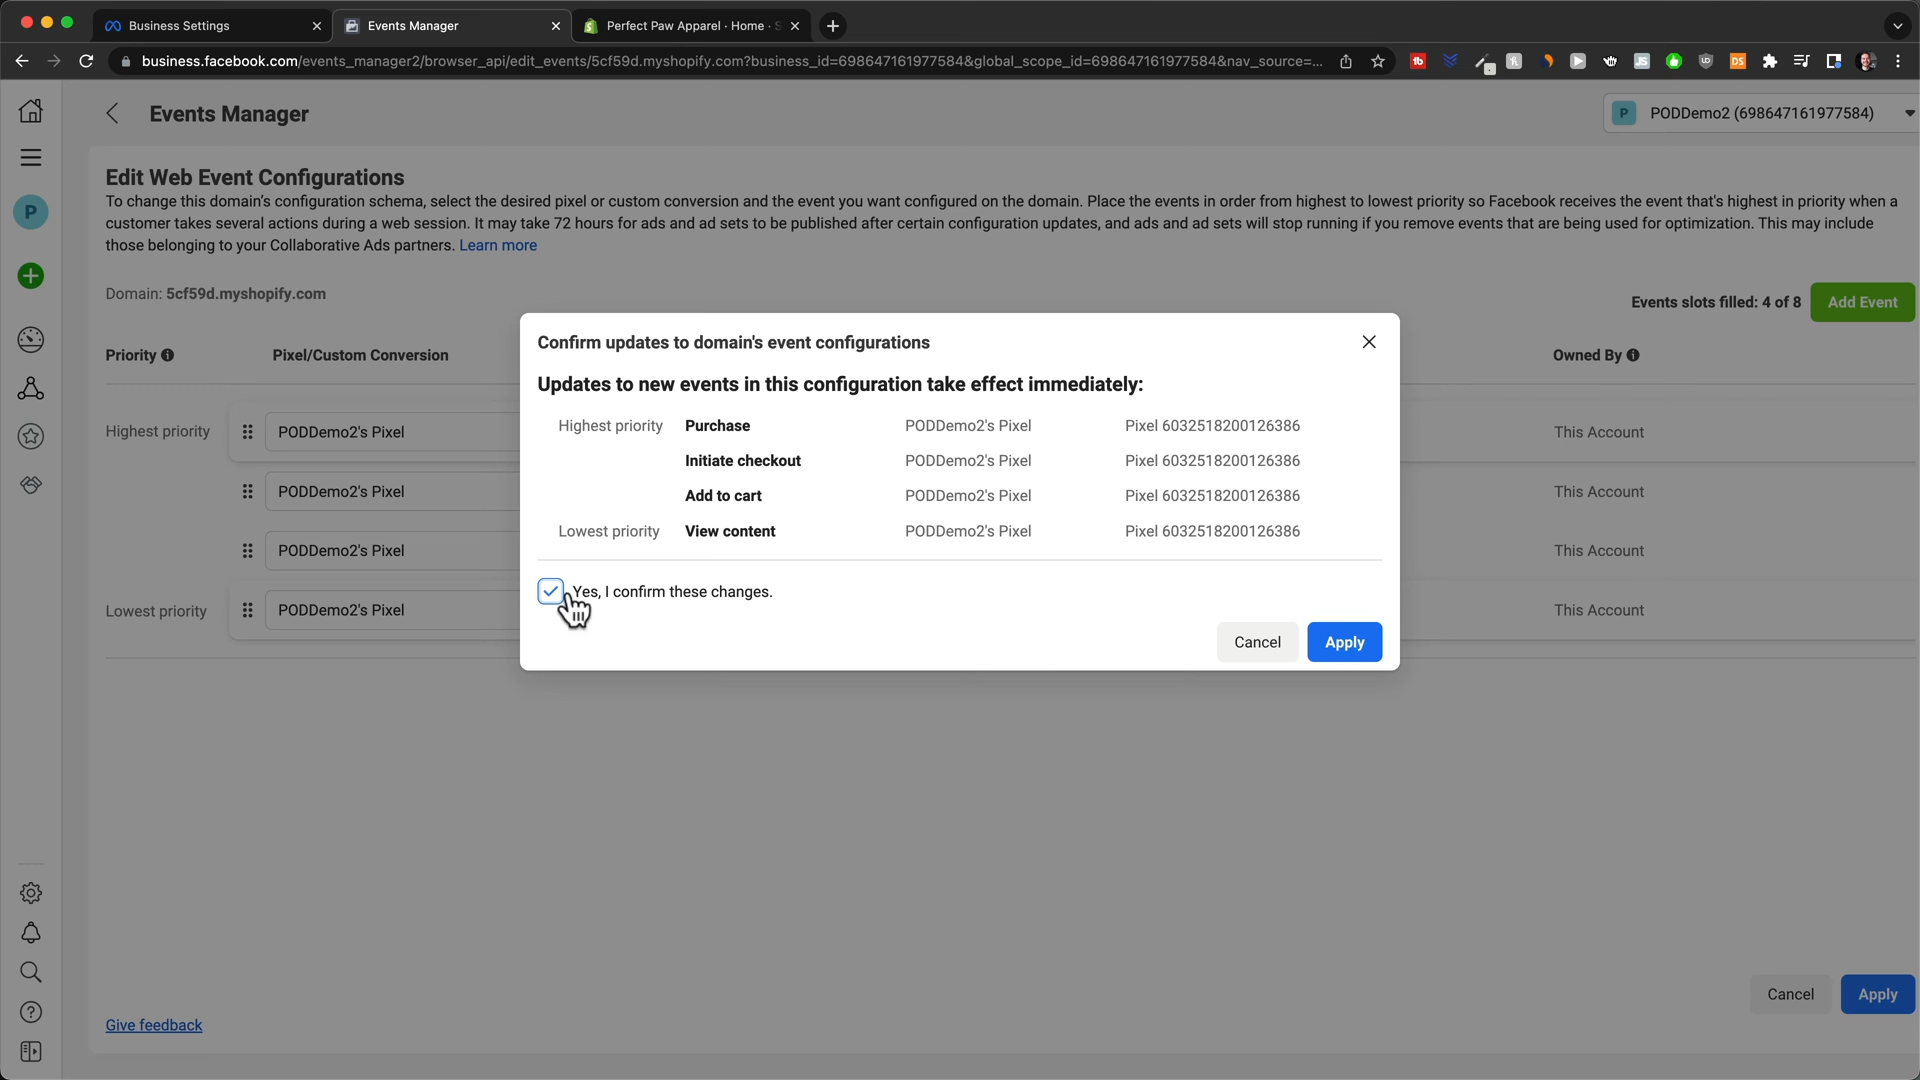 Business Settings
Events Manager
Perfect Paw Apparel · Home · S
business.facebook.com/events_manager2/browser_api/edit_events/5cf59d.myshopify.com?business_id=698647161977584&global_scope_id=698647161977584&nav_source=...
Events Manager
P PODDemo2 (698647161977584)
Edit Web Event Configurations
To change this domain's configuration schema, select the desired pixel or custom conversion and the event you want configured on the domain. Place the events in order from highest to lowest priority so Facebook receives the event that's highest in priority when a
customer takes several actions during a web session. It may take 72 hours for ads and ad sets to be published after certain configuration updates, and ads and ad sets will stop running if you remove events that are being used for optimization. This may include
those belonging to your Collaborative Ads partners. Learn more
P
Domain: 5cf59d.myshopify.com
Events slots filled: 4 of 8 Add Event
Priority Pixel/Custom Conversion Owned By
Highest priority PODDemo2's Pixel This Account
PODDemo2's Pixel This Account
PODDemo2's Pixel This Account
Lowest priority PODDemo2's Pixel This Account
Confirm updates to domain's event configurations
Updates to new events in this configuration take effect immediately:
Highest priority Purchase PODDemo2's Pixel Pixel 6032518200126386
Initiate checkout PODDemo2's Pixel Pixel 6032518200126386
Add to cart PODDemo2's Pixel Pixel 6032518200126386
Lowest priority View content PODDemo2's Pixel Pixel 6032518200126386
Yes, I confirm these changes.
Cancel Apply
Cancel Apply
Give feedback